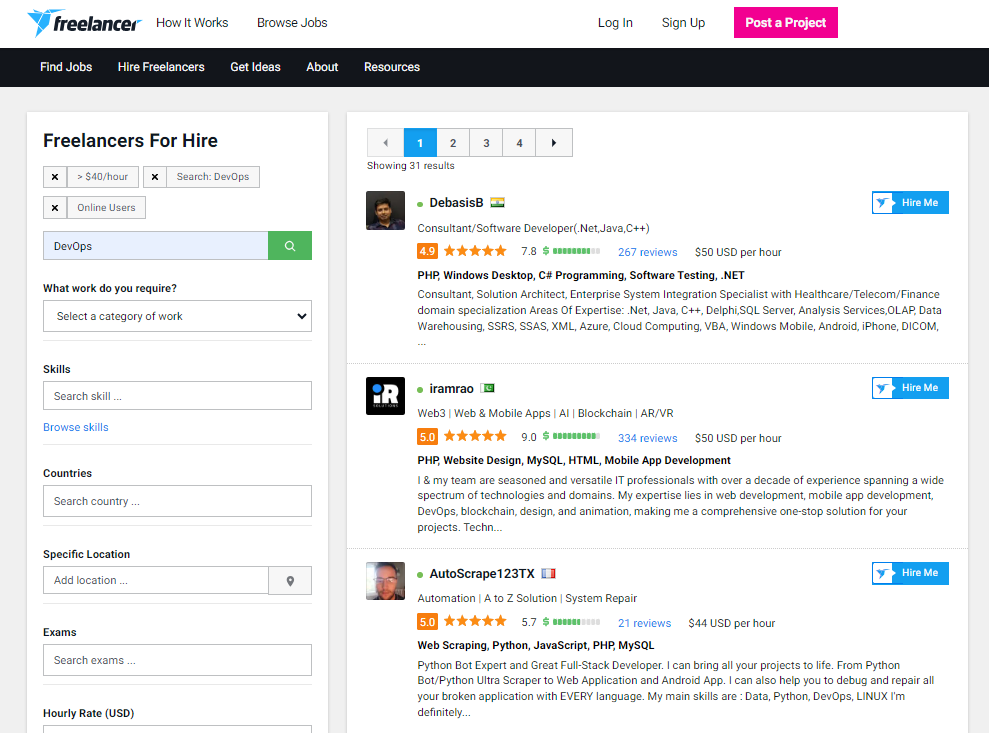 freelancer How It Works Browse Jobs Log In Sign Up Post a Project
Find Jobs Hire Freelancers Get Ideas About Resources
Freelancers For Hire
× > $40/hour × Search: DevOps
× Online Users
DevOps
What work do you require?
Select a category of work
Skills
Search skill ...
Browse skills
Countries
Search country ...
Specific Location
Add location ...
Exams
Search exams ...
Hourly Rate (USD)
1 2 3 4
Showing 31 results
DebasisB Hire Me
Consultant/Software Developer(.Net,Java,C++)
4.9 7.8 $ 267 reviews $50 USD per hour
PHP, Windows Desktop, C# Programming, Software Testing, .NET
Consultant, Solution Architect, Enterprise System Integration Specialist with Healthcare/Telecom/Finance
domain specialization Areas Of Expertise: .Net, Java, C++, Delphi,SQL Server, Analysis Services,OLAP, Data
Warehousing, SSRS, SSAS, XML, Azure, Cloud Computing, VBA, Windows Mobile, Android, iPhone, DICOM,
...
iR
SOLUTIONS
iramrao Hire Me
Web3 | Web & Mobile Apps | AI | Blockchain | AR/VR
5.0 9.0 $ 334 reviews $50 USD per hour
PHP, Website Design, MySQL, HTML, Mobile App Development
I & my team are seasoned and versatile IT professionals with over a decade of experience spanning a wide
spectrum of technologies and domains. My expertise lies in web development, mobile app development,
DevOps, blockchain, design, and animation, making me a comprehensive one-stop solution for your
projects. Techn...
AutoScrape123TX Hire Me
Automation | A to Z Solution | System Repair
5.0 5.7 $ 21 reviews $44 USD per hour
Web Scraping, Python, JavaScript, PHP, MySQL
Python Bot Expert and Great Full-Stack Developer. I can bring all your projects to life. From Python
Bot/Python Ultra Scraper to Web Application and Android App. I can also help you to debug and repair all
your broken application with EVERY language. My main skills are : Data, Python, DevOps, LINUX I'm
definitely...